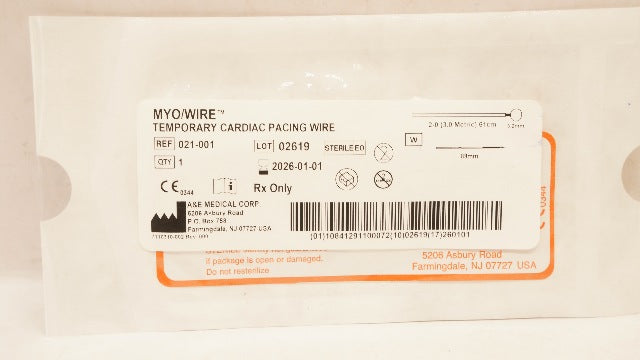 MYO/WIRE™
TEMPORARY CARDIAC PACING WIRE
REF 021-001
LOT 02619
STERILE EO
QTY 1
2026-01-01
CE 0344
Rx Only
2-0 (3.0 Metric) 61cm
W
A&E MEDICAL CORP.
5206 Asbury Road
P.O. Box 758
Farmingdale, NJ 07727 USA
(01)10841291100872(10)02619(17)260101
if package is open or damaged.
Do not resterilize
5206 Asbury Road
Farmingdale, NJ 07727 USA
0344